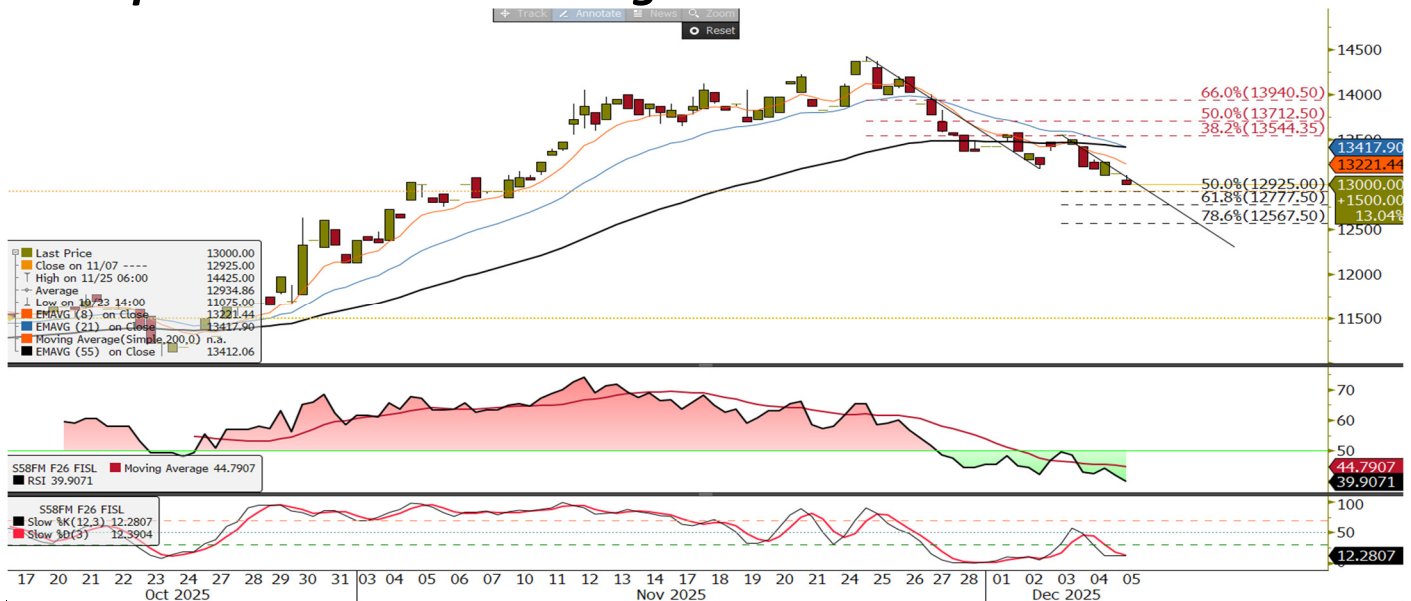 Track Annotate News Zoom
Reset
14500
14000
13500
13000.00
+1500.00
13.04%
12500
12000
11500
13417.90
13221.44
66.0%(13940.50)
50.0%(13712.50)
38.2%(13544.35)
50.0%(12925.00)
61.8%(12777.50)
78.6%(12567.50)
Last Price 13000.00
Close on 11/07 ---- 12925.00
High on 11/25 06:00 14425.00
Average 12934.86
Low on 10/23 14:00 11075.00
EMAVG (8) on Close 13221.44
EMAVG (21) on Close 13417.90
Moving Average(Simple,200,0) n.a.
EMAVG (55) on Close 13412.06
70
60
50
44.7907
39.9071
S58FM F26 FISL Moving Average 44.7907
RSI 39.9071
100
50
0
12.2807
S58FM F26 FISL
Slow %K(12,3) 12.2807
Slow %D(3) 12.3904
17 20 21 22 23 24 27 28 29 30 31 03 04 05 06 07 10 11 12 13 14 17 18 19 20 21 24 25 26 27 28 01 02 03 04 05
Oct 2025 Nov 2025 Dec 2025